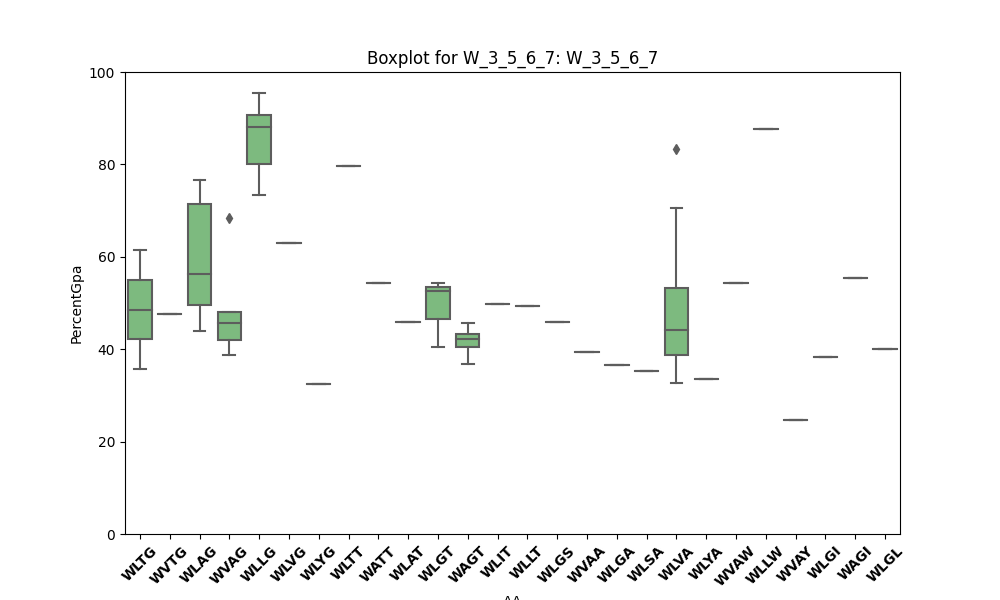 Boxplot for W_3_5_6_7: W_3_5_6_7
PercentGpa
100
80
60
40
20
0
WLTG
WVTG
WLAG
WVAG
WLLG
WLVG
WLYG
WLTT
WATT
WLAT
WLGT
WAGT
WLIT
WLLT
WLGS
WVAA
WLGA
WLSA
WLVA
WLYA
WVAW
WLLW
WVAY
WLGI
WAGI
WLGL
AA